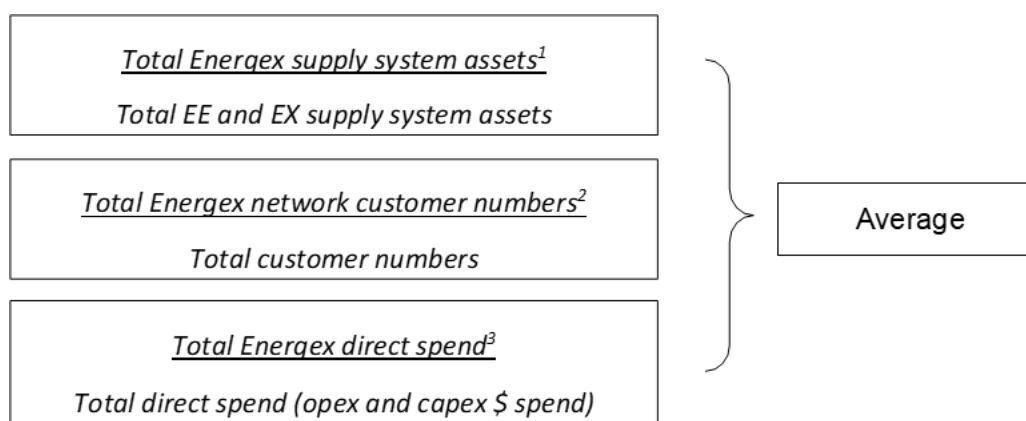 Total Energex supply system assets¹
Total EE and EX supply system assets
Total Energex network customer numbers²
Average
Total customer numbers
Total Energex direct spend³
Total direct spend (opex and capex $ spend)